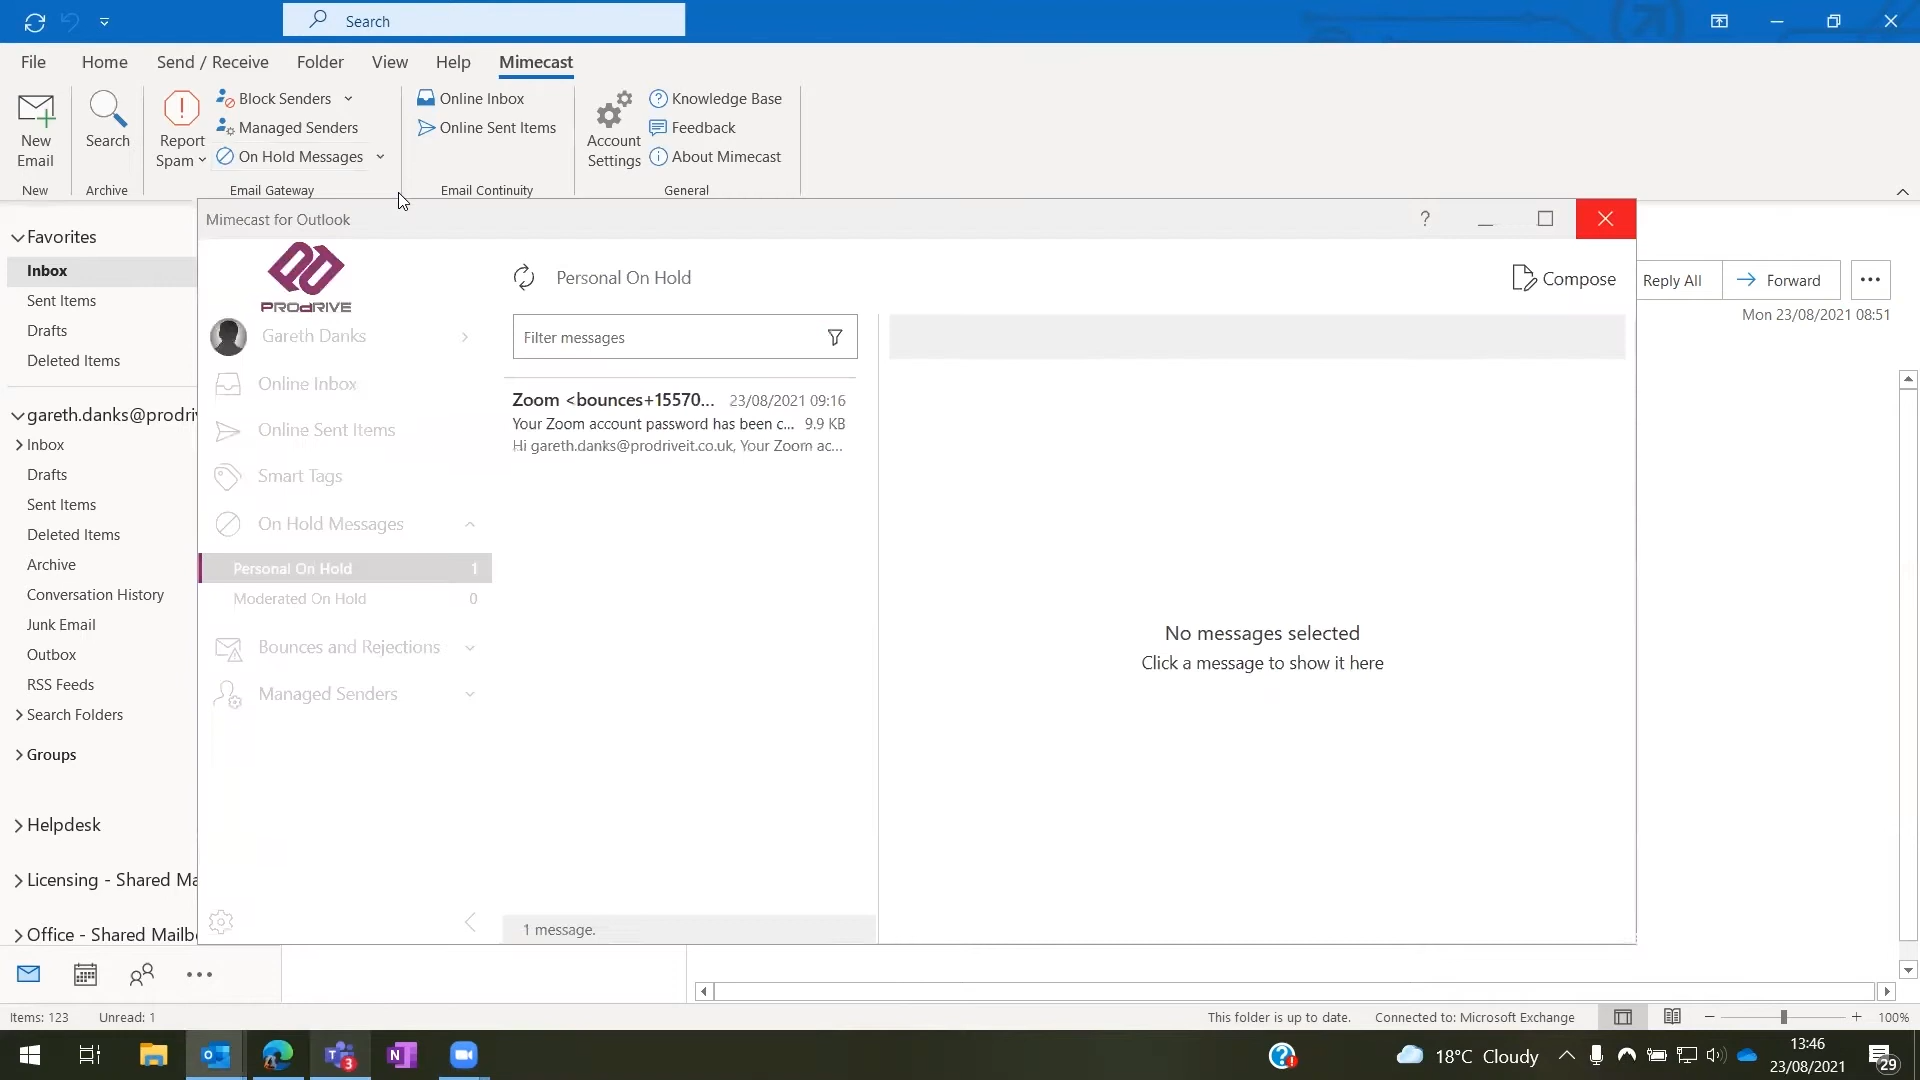 Search
File
Home
Send / Receive
Folder
View
Help
Mimecast
New
Email
Search
Report
Spam
Block Senders
Managed Senders
On Hold Messages
Online Inbox
Online Sent Items
Account
Settings
Knowledge Base
Feedback
About Mimecast
New
Archive
Email Gateway
Email Continuity
General
Mimecast for Outlook
?
Favorites
Inbox
Sent Items
Drafts
Deleted Items
gareth.danks@prodri
Inbox
Drafts
Sent Items
Deleted Items
Archive
Conversation History
Junk Email
Outbox
RSS Feeds
Search Folders
Groups
Helpdesk
Licensing - Shared Ma
Office - Shared Mailb
PRODRIVE
Gareth Danks
Online Inbox
Online Sent Items
Smart Tags
On Hold Messages
Personal On Hold 1
Moderated On Hold 0
Bounces and Rejections
Managed Senders
Personal On Hold
Filter messages
Zoom <bounces+15570... 23/08/2021 09:16
Your Zoom account password has been c... 9.9 KB
Hi gareth.danks@prodriveit.co.uk, Your Zoom ac...
1 message.
Compose
No messages selected
Click a message to show it here
Reply All
Forward
Mon 23/08/2021 08:51
Items: 123
Unread: 1
This folder is up to date.
Connected to: Microsoft Exchange
100%
3
18°C Cloudy
13:46
23/08/2021
29